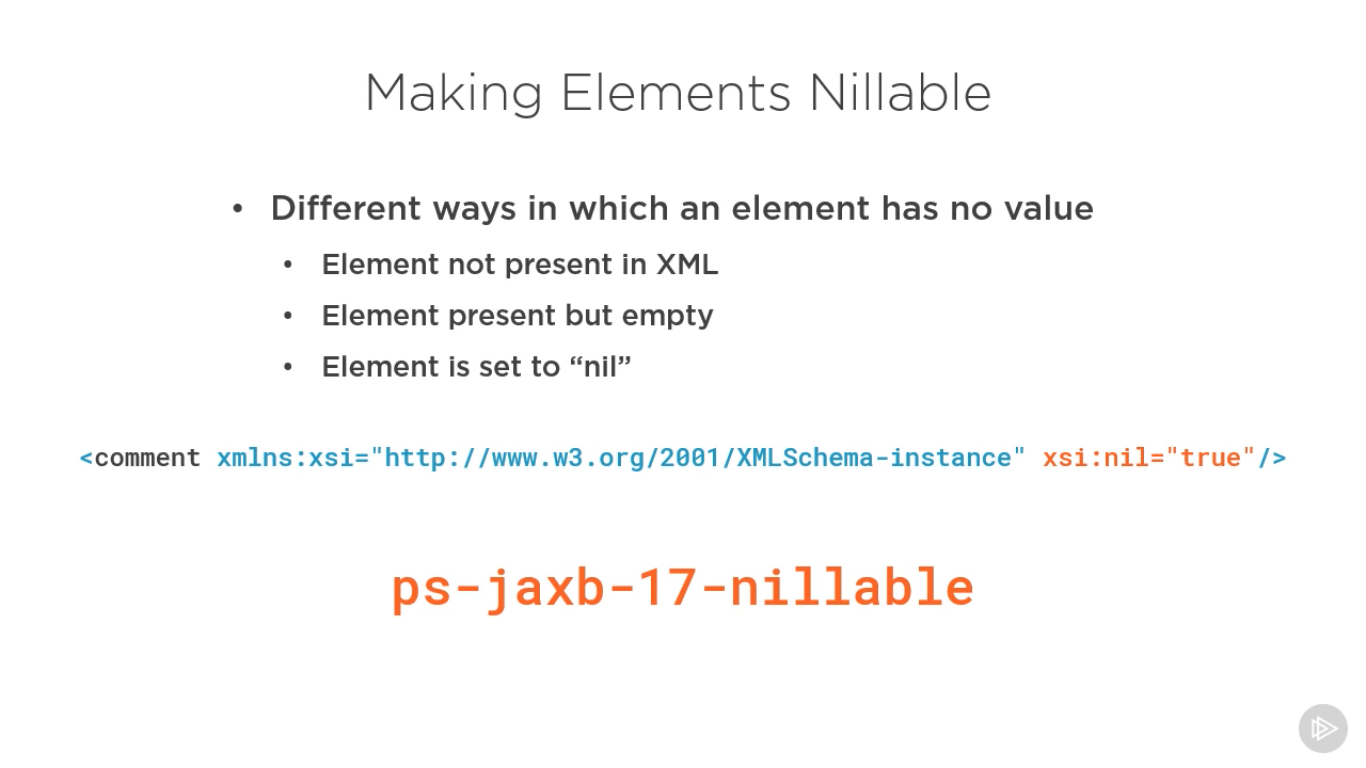 Making Elements Nillable
• Different ways in which an element has no value
• Element not present in XML
• Element present but empty
• Element is set to “nil”
<comment xmlns:xsi="http://www.w3.org/2001/XMLSchema-instance" xsi:nil="true"/>
ps-jaxb-17-nillable